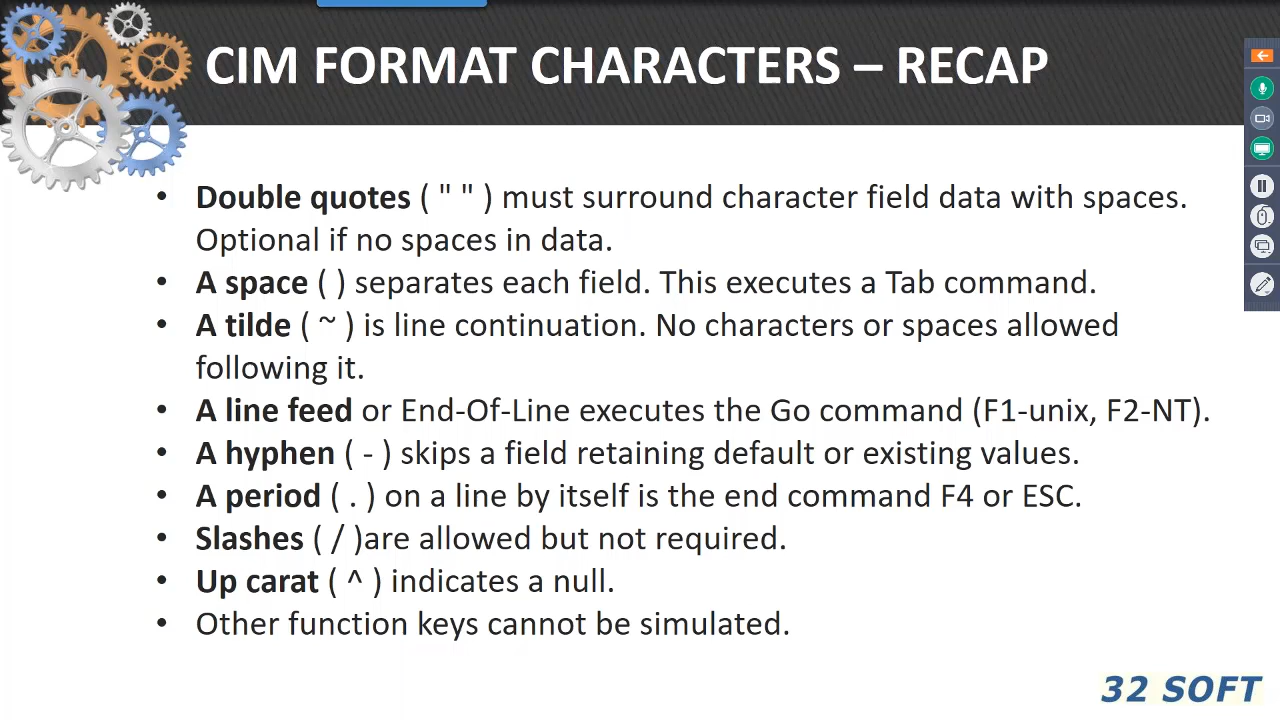 CIM FORMAT CHARACTERS – RECAP
• Double quotes ( " " ) must surround character field data with spaces.
Optional if no spaces in data.
• A space ( ) separates each field. This executes a Tab command.
• A tilde ( ~ ) is line continuation. No characters or spaces allowed
following it.
• A line feed or End-Of-Line executes the Go command (F1-unix, F2-NT).
• A hyphen ( - ) skips a field retaining default or existing values.
• A period ( . ) on a line by itself is the end command F4 or ESC.
• Slashes ( / )are allowed but not required.
• Up carat ( ^ ) indicates a null.
• Other function keys cannot be simulated.
32 SOFT